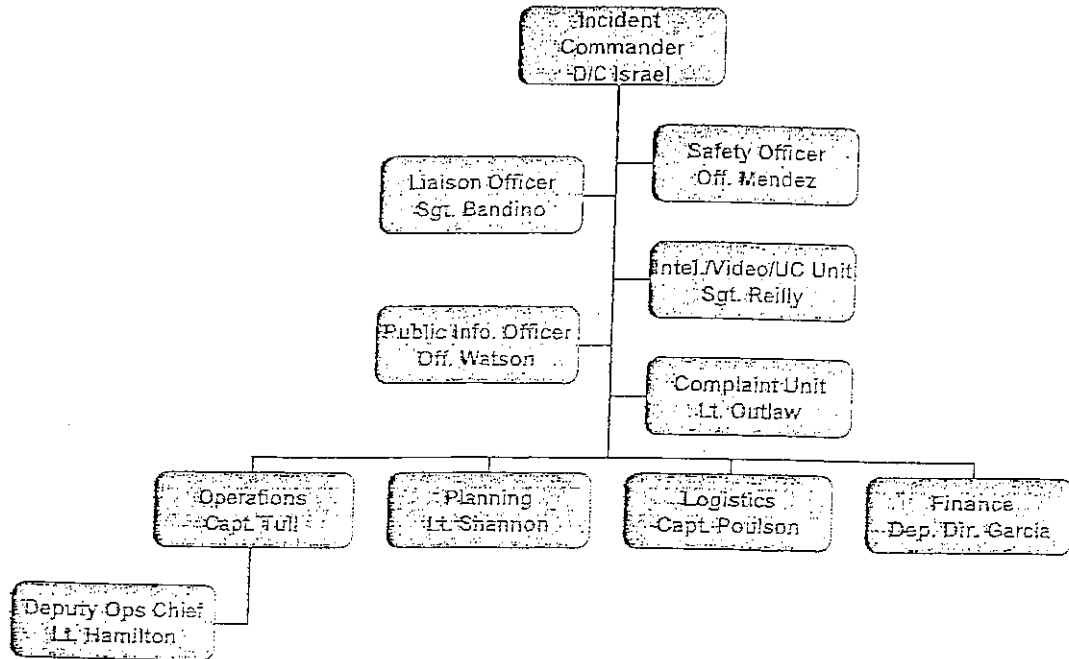 Incident
Commander
D/C Israel
Safety Officer
Off. Mendez
Liaison Officer
Sgt. Bandino
Intel./Video/UC Unit
Sgt. Reilly
Public Info. Officer
Off. Watson
Complaint Unit
Lt. Outlaw
Operations
Capt. Tull
Planning
Lt. Shannon
Logistics
Capt. Poulson
Finance
Dep. Dir. Garcia
Deputy Ops Chief
Lt. Hamilton